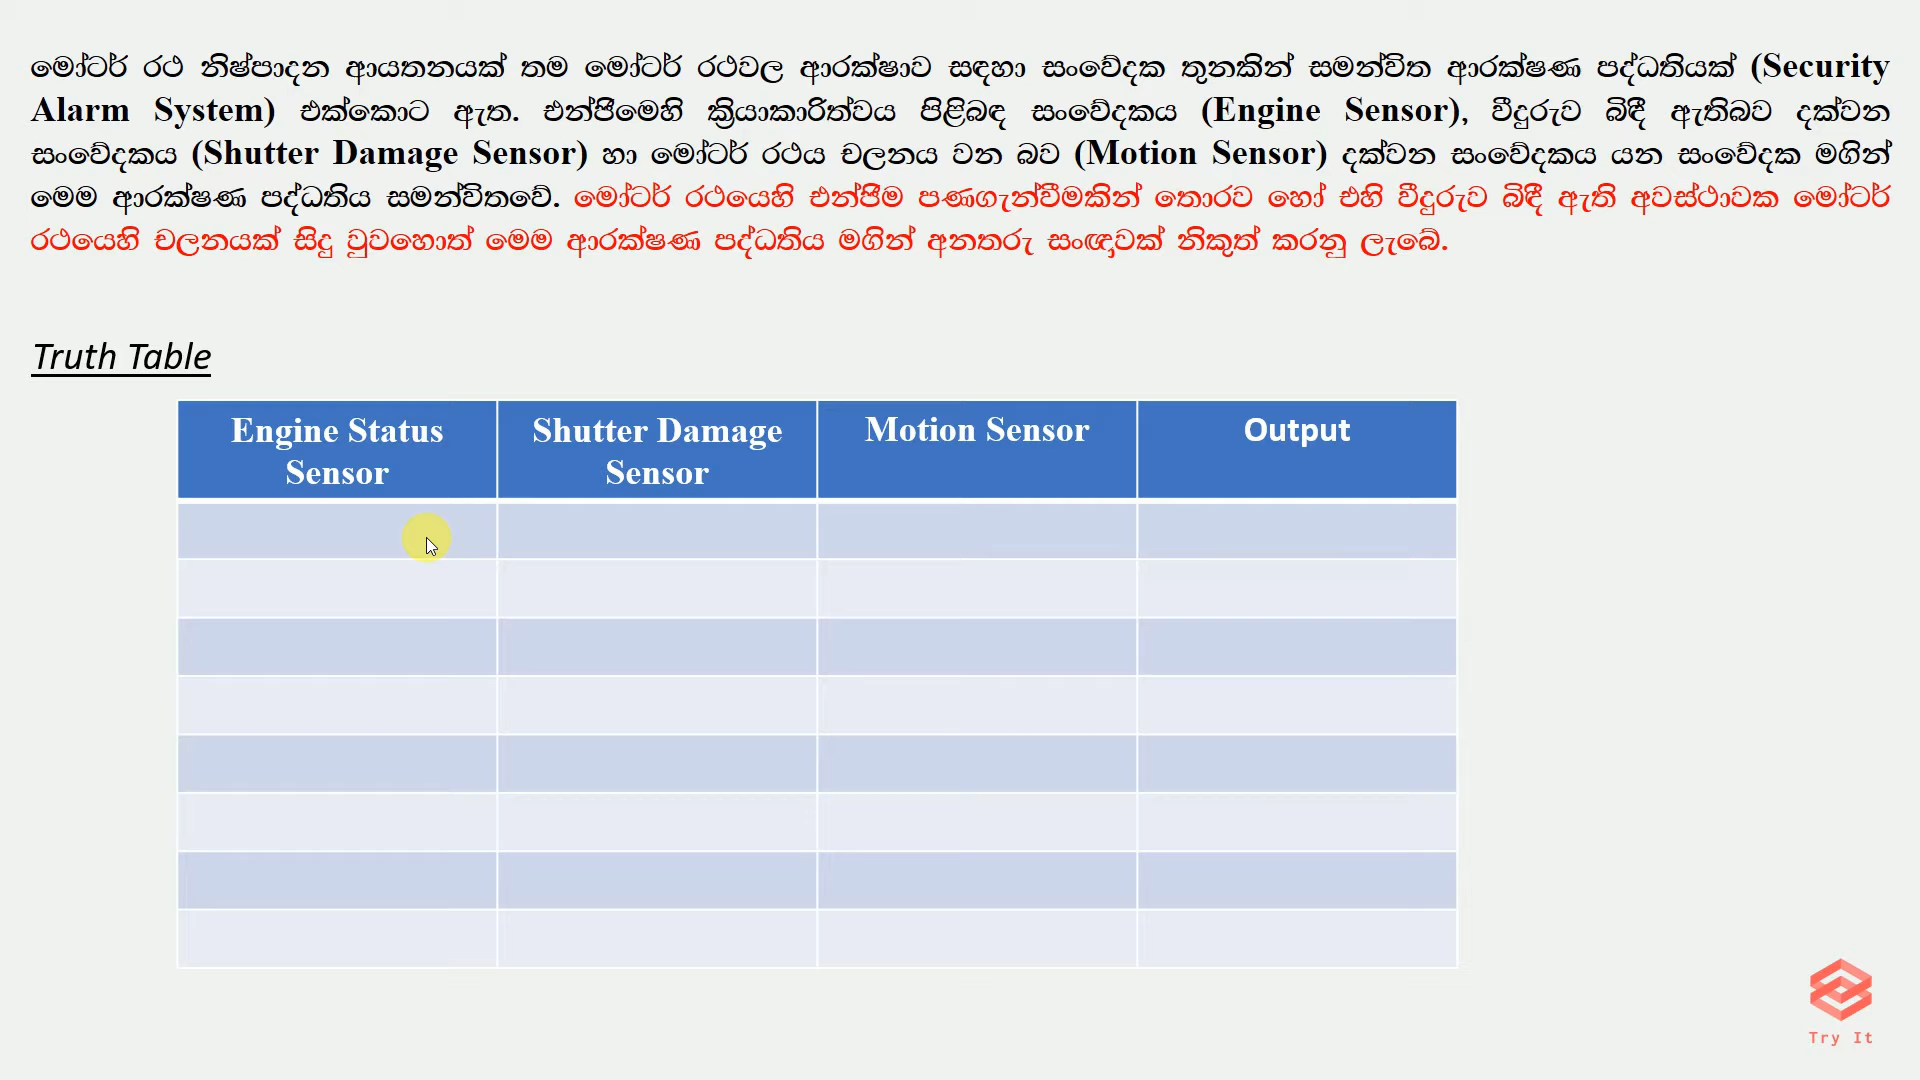 මෝටර් රථ නිෂ්පාදන ආයතනයක් තම මෝටර් රථවල ආරක්ෂාව සඳහා සංවේදක තුනකින් සමන්විත ආරක්ෂණ පද්ධතියක් (Security
Alarm System) එක්කොට ඇත. එන්ජිමෙහි ක්‍රියාකාරිත්වය පිළිබඳ සංවේදකය (Engine Sensor), වීදුරුව බිඳී ඇතිබව දක්වන
සංවේදකය (Shutter Damage Sensor) හා මෝටර් රථය චලනය වන බව (Motion Sensor) දක්වන සංවේදකය යන සංවේදක මගින්
මෙම ආරක්ෂණ පද්ධතිය සමන්විතවේ. මෝටර් රථයෙහි එන්ජිම පණගැන්වීමකින් තොරව හෝ එහි වීදුරුව බිඳී ඇති අවස්ථාවක මෝටර්
රථයෙහි චලනයක් සිදු වුවහොත් මෙම ආරක්ෂණ පද්ධතිය මගින් අනතරු සංඥාවක් නිකුත් කරනු ලැබේ.
Truth Table
Engine Status Sensor
Shutter Damage Sensor
Motion Sensor
Output
Try It